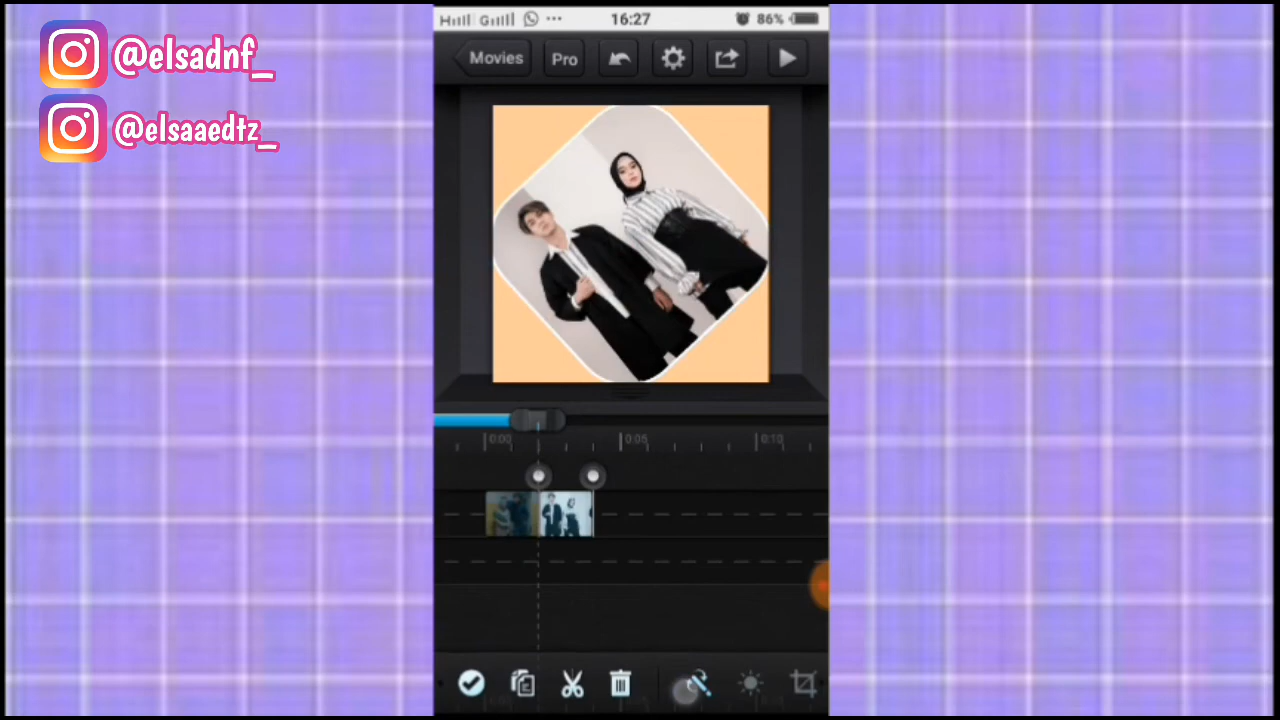 @elsadnf_
@elsaaedtz_
H G ... 16:27 86%
Movies Pro
0:00 0:05 0:10